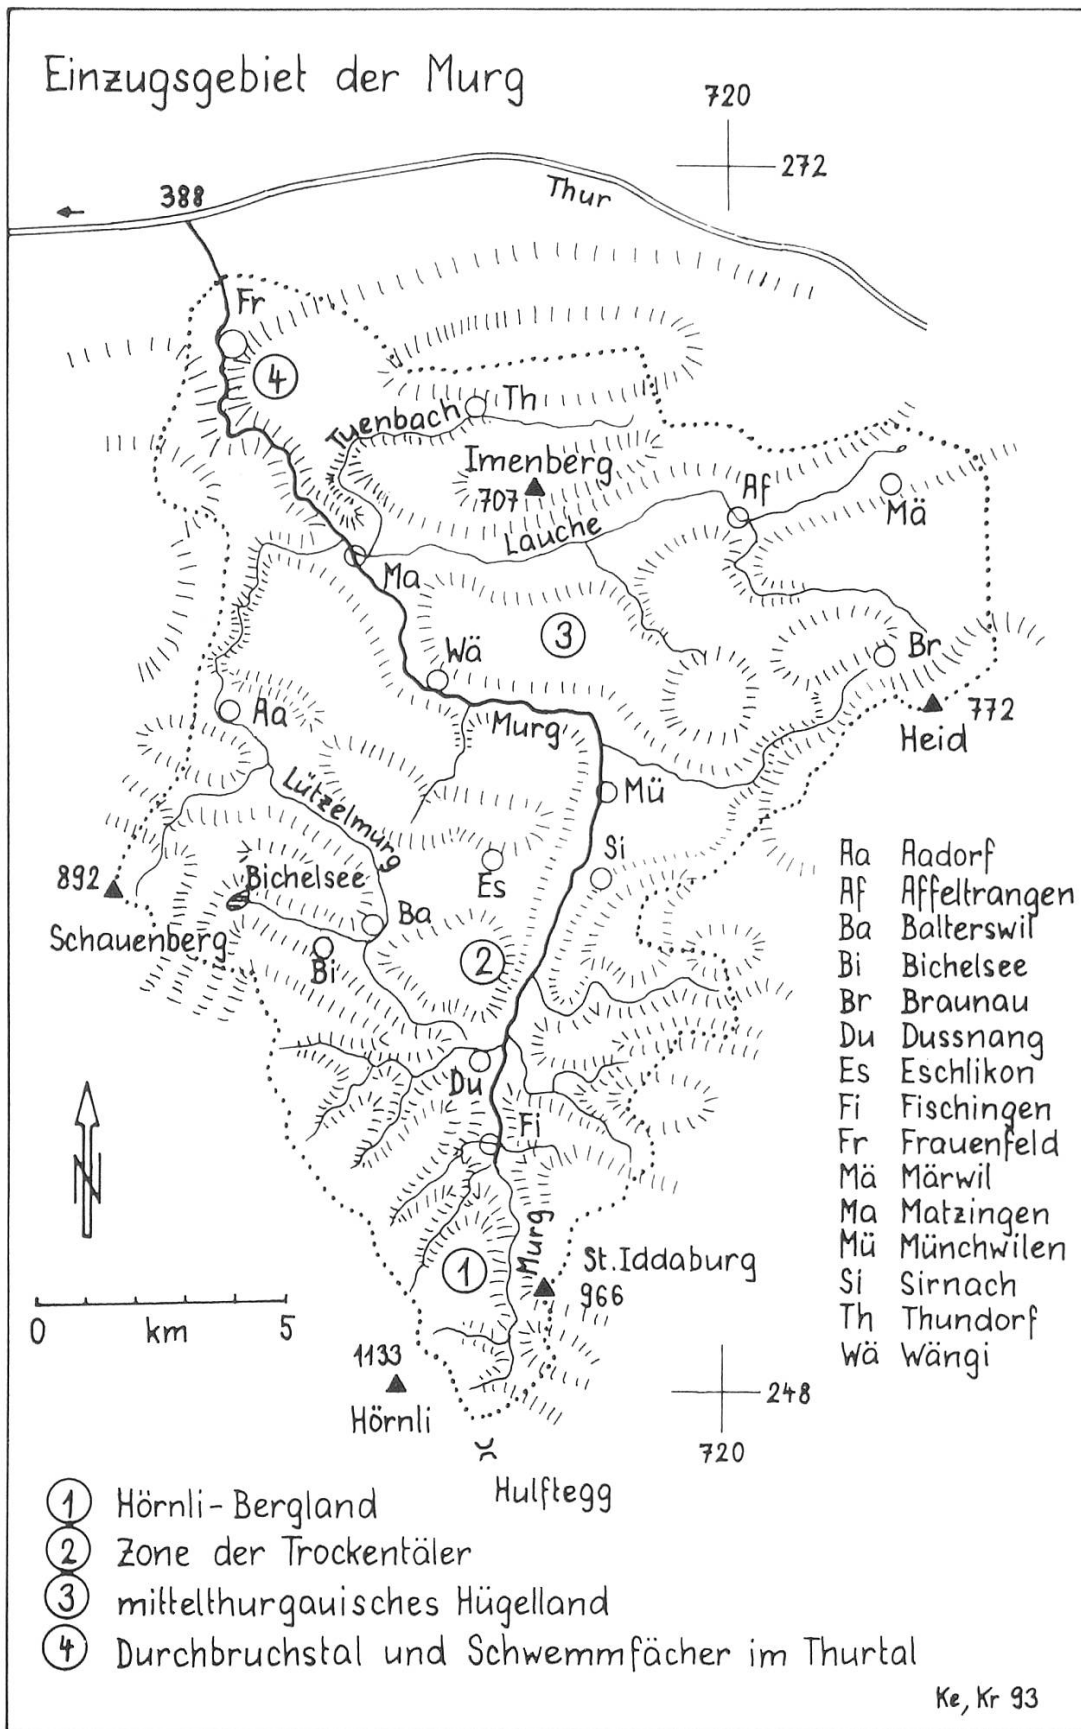 Einzugsgebiet der Murg
720
272
388
Thur
Fr
4
Tuenbach
Th
Imenberg
707
Af
Mä
Lauche
Ma
3
Wä
Br
Aa
Murg
772
Heid
Lützelmurg
Mü
Si
892
Bichelsee
Es
Schauenberg
Ba
Bi
2
Du
Fi
Aa Aadorf
Af Affeltrangen
Ba Balterswil
Bi Bichelsee
Br Braunau
Du Dussnang
Es Eschlikon
Fi Fischingen
Fr Frauenfeld
Mä Märwil
Ma Matzingen
Mü Münchwilen
Si Sirnach
Th Thundorf
Wä Wängi
N
1
Murg
St. Iddaburg
966
0 km 5
1133
Hörnli
248
720
Hulftegg
1 Hörnli-Bergland
2 Zone der Trockentäler
3 mittelthurgauisches Hügelland
4 Durchbruchstal und Schwemmfächer im Thurtal
Ke, Kr 93